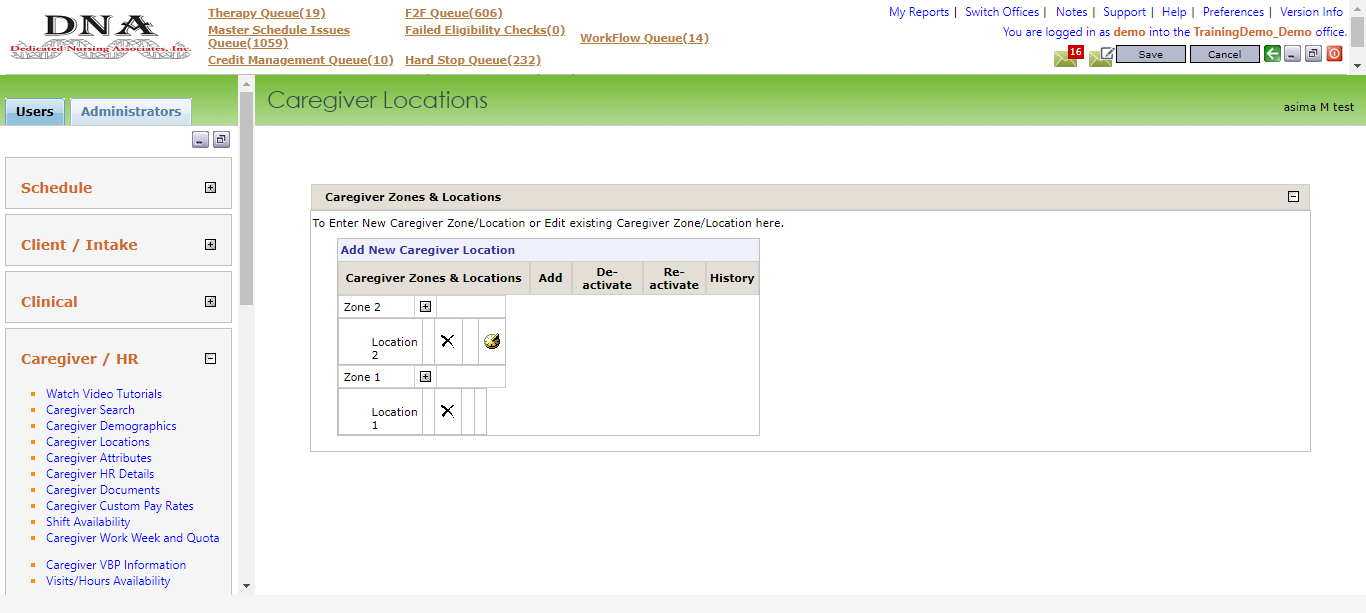 DNA
Dedicated Nursing Associates, Inc.
Therapy Queue(19)
Master Schedule Issues
Queue(1059)
Credit Management Queue(10)
F2F Queue(606)
Failed Eligibility Checks(0)
Hard Stop Queue(232)
WorkFlow Queue(14)
My Reports | Switch Offices | Notes | Support | Help | Preferences | Version Info
You are logged in as demo into the TrainingDemo_Demo office.
16
Save
Cancel
Users
Administrators
Caregiver Locations
asima M test
Schedule
Client / Intake
Clinical
Caregiver / HR
Watch Video Tutorials
Caregiver Search
Caregiver Demographics
Caregiver Locations
Caregiver Attributes
Caregiver HR Details
Caregiver Documents
Caregiver Custom Pay Rates
Shift Availability
Caregiver Work Week and Quota
Caregiver VBP Information
Visits/Hours Availability
Caregiver Zones & Locations
To Enter New Caregiver Zone/Location or Edit existing Caregiver Zone/Location here.
Add New Caregiver Location
Caregiver Zones & Locations
Add
De-
activate
Re-
activate
History
Zone 2
Location
2
Zone 1
Location
1